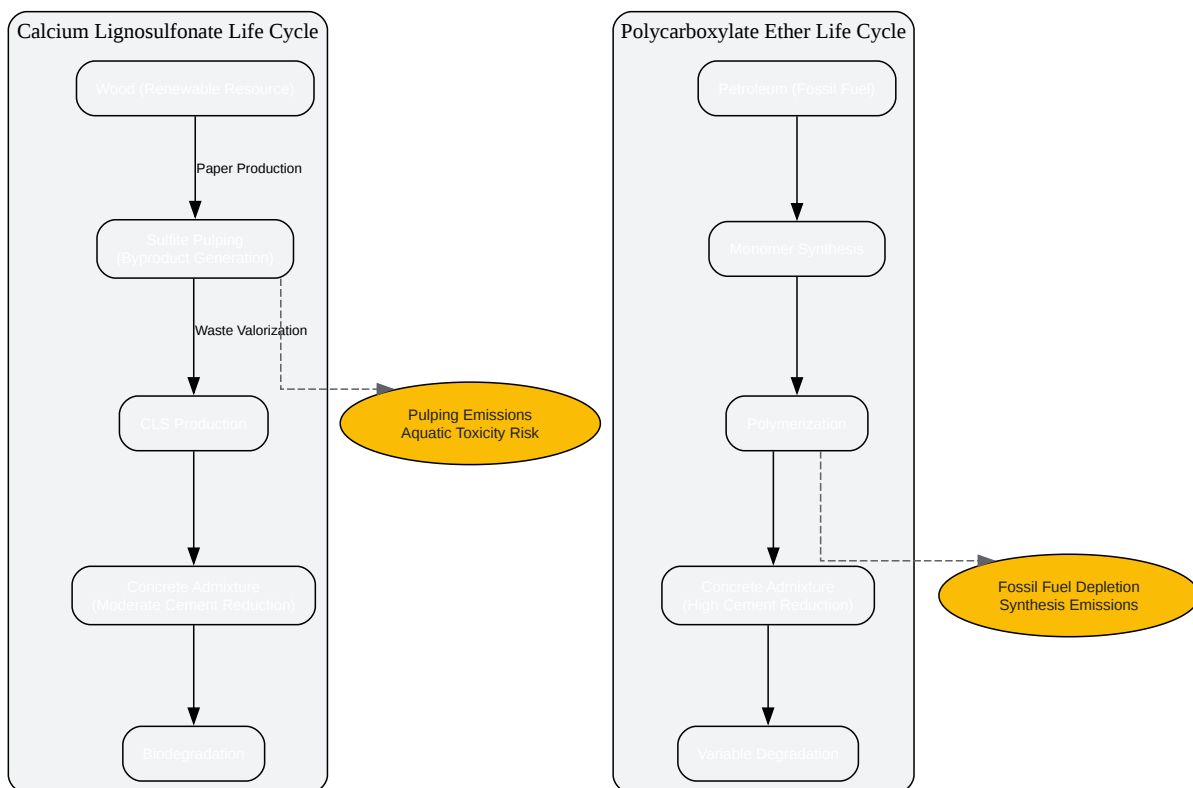 Calcium Lignosulfonate Life Cycle
Wood (Renewable Resource)
Paper Production
Sulfite Pulping
(Byproduct Generation)
Waste Valorization
CLS Production
Pulping Emissions
Aquatic Toxicity Risk
Concrete Admixture
(Moderate Cement Reduction)
Biodegradation
Polycarboxylate Ether Life Cycle
Petroleum (Fossil Fuel)
Monomer Synthesis
Polymerization
Fossil Fuel Depletion
Synthesis Emissions
Concrete Admixture
(High Cement Reduction)
Variable Degradation